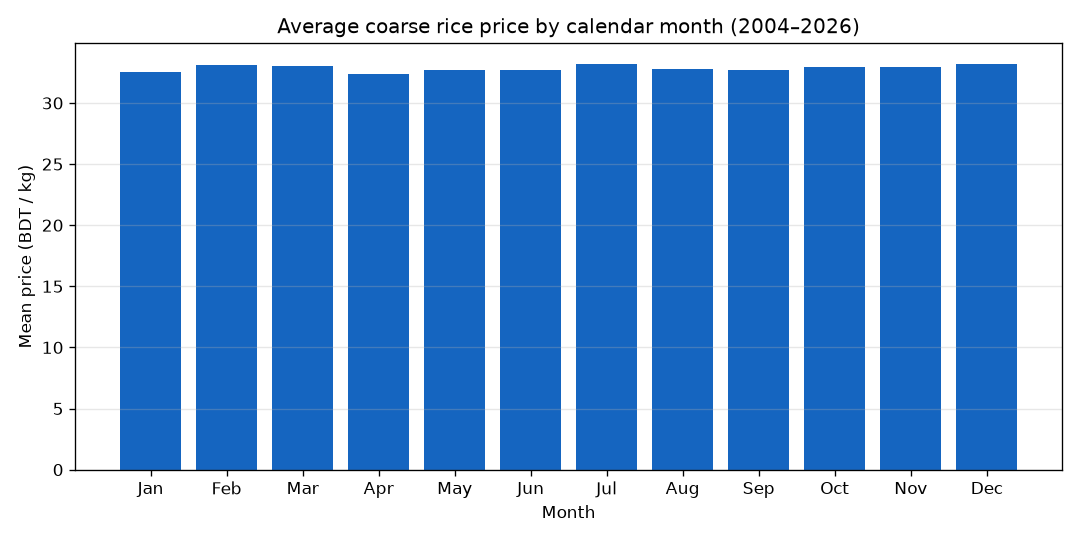 Average coarse rice price by calendar month (2004–2026)
Mean price (BDT / kg)
30
25
20
15
10
5
0
Jan Feb Mar Apr May Jun Jul Aug Sep Oct Nov Dec
Month